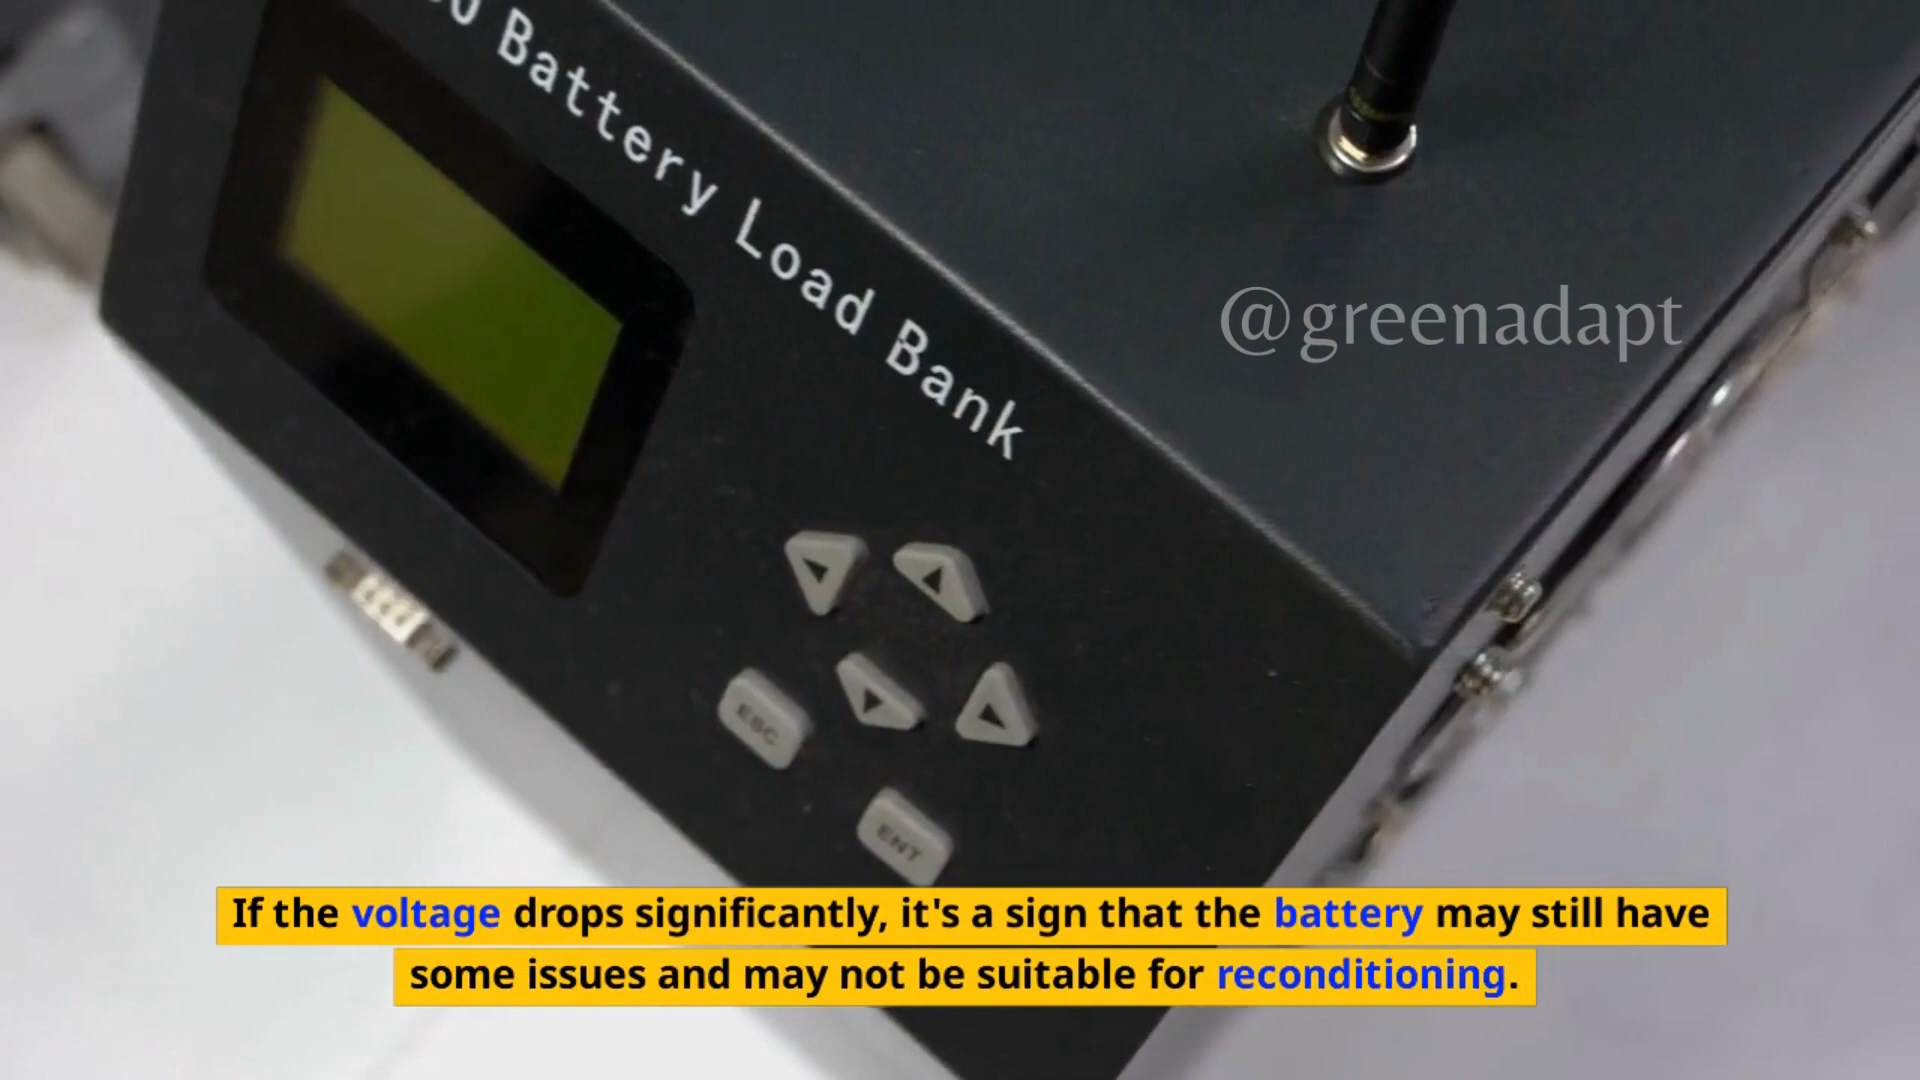 0 Battery Load Bank
@greenadapt
ESC
ENT
If the voltage drops significantly, it's a sign that the battery may still have
some issues and may not be suitable for reconditioning.